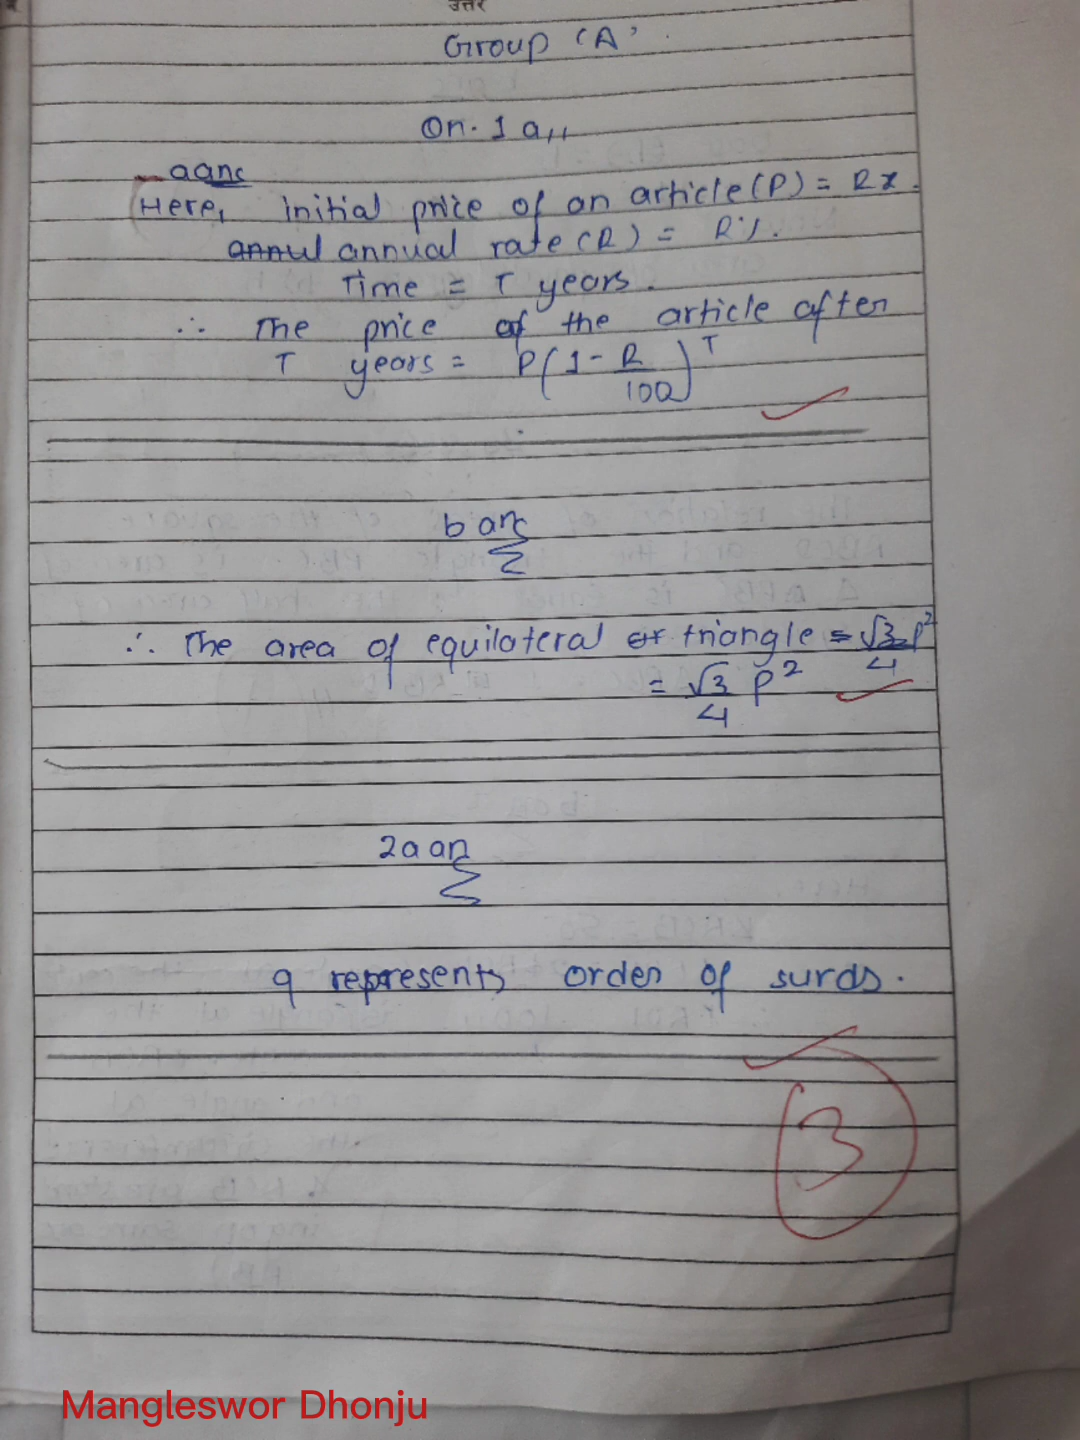 उत्तर
Group 'A'
On. 1 a,,
a ans
Here, initial price of an article (P) = Rx.
annul annual rate (R) = R%.
Time = T years.
∴ The price of the article after
T years = P(1 - R/100)^T
b ans
∴ The area of equilateral triangle = √3/4 P²
= √3/4 P²
2a an
9 represents order of surds.
3
Mangleswor Dhonju